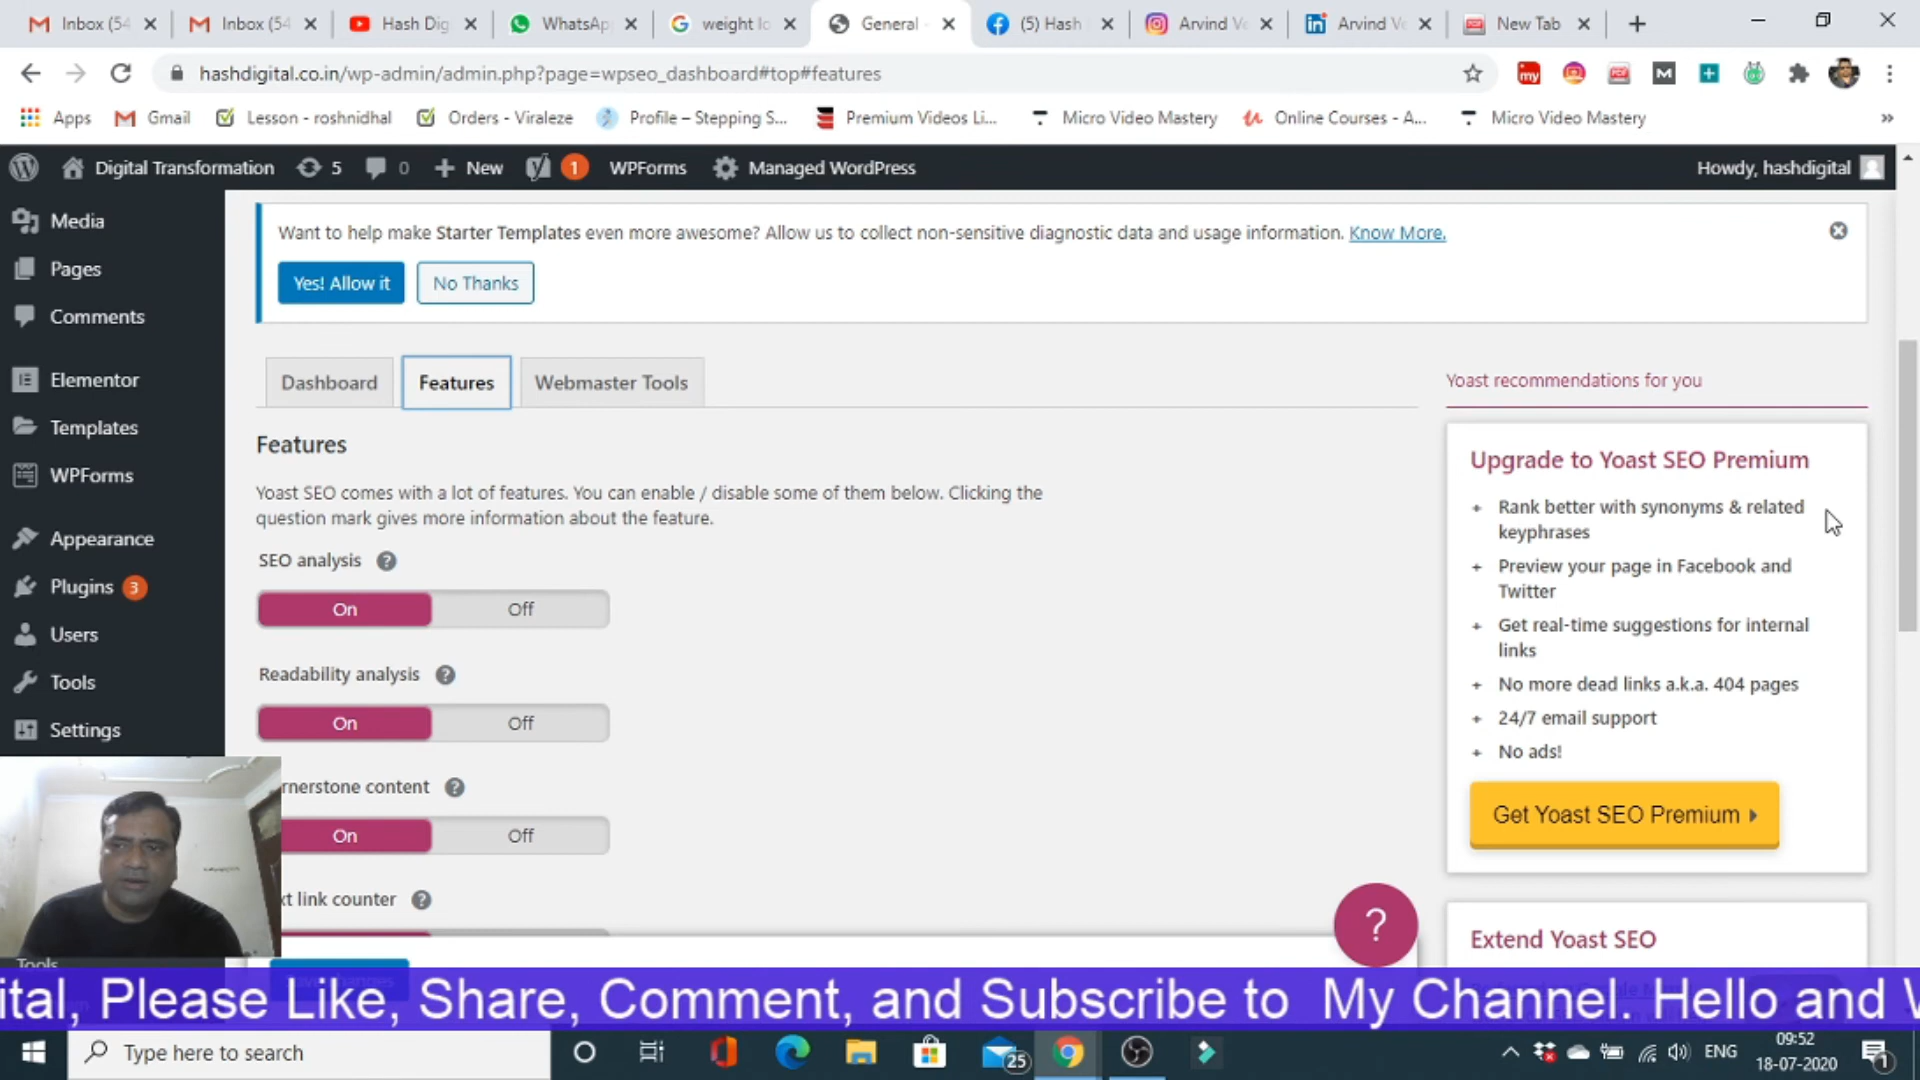 Inbox (54
Inbox (54
Hash Dig
WhatsAp
weight lo
General -
(5) Hash
Arvind Ve
Arvind Ve
New Tab
hashdigital.co.in/wp-admin/admin.php?page=wpseo_dashboard#top#features
Apps
Gmail
Lesson - roshnidhal
Orders - Viraleze
Profile – Stepping S...
Premium Videos Li...
Micro Video Mastery
Online Courses - A...
Micro Video Mastery
Digital Transformation
5
0
New
1
WPForms
Managed WordPress
Howdy, hashdigital
Media
Pages
Comments
Elementor
Templates
WPForms
Appearance
Plugins 3
Users
Tools
Settings
Tools
Want to help make Starter Templates even more awesome? Allow us to collect non-sensitive diagnostic data and usage information. Know More.
Yes! Allow it
No Thanks
Dashboard
Features
Webmaster Tools
Features
Yoast SEO comes with a lot of features. You can enable / disable some of them below. Clicking the
question mark gives more information about the feature.
SEO analysis ?
On
Off
Readability analysis ?
On
Off
rnerstone content ?
On
Off
xt link counter ?
Yoast recommendations for you
Upgrade to Yoast SEO Premium
+ Rank better with synonyms & related
keyphrases
+ Preview your page in Facebook and
Twitter
+ Get real-time suggestions for internal
links
+ No more dead links a.k.a. 404 pages
+ 24/7 email support
+ No ads!
Get Yoast SEO Premium
?
Extend Yoast SEO
ital, Please Like, Share, Comment, and Subscribe to My Channel. Hello and W
Type here to search
25
ENG
09:52
18-07-2020
1